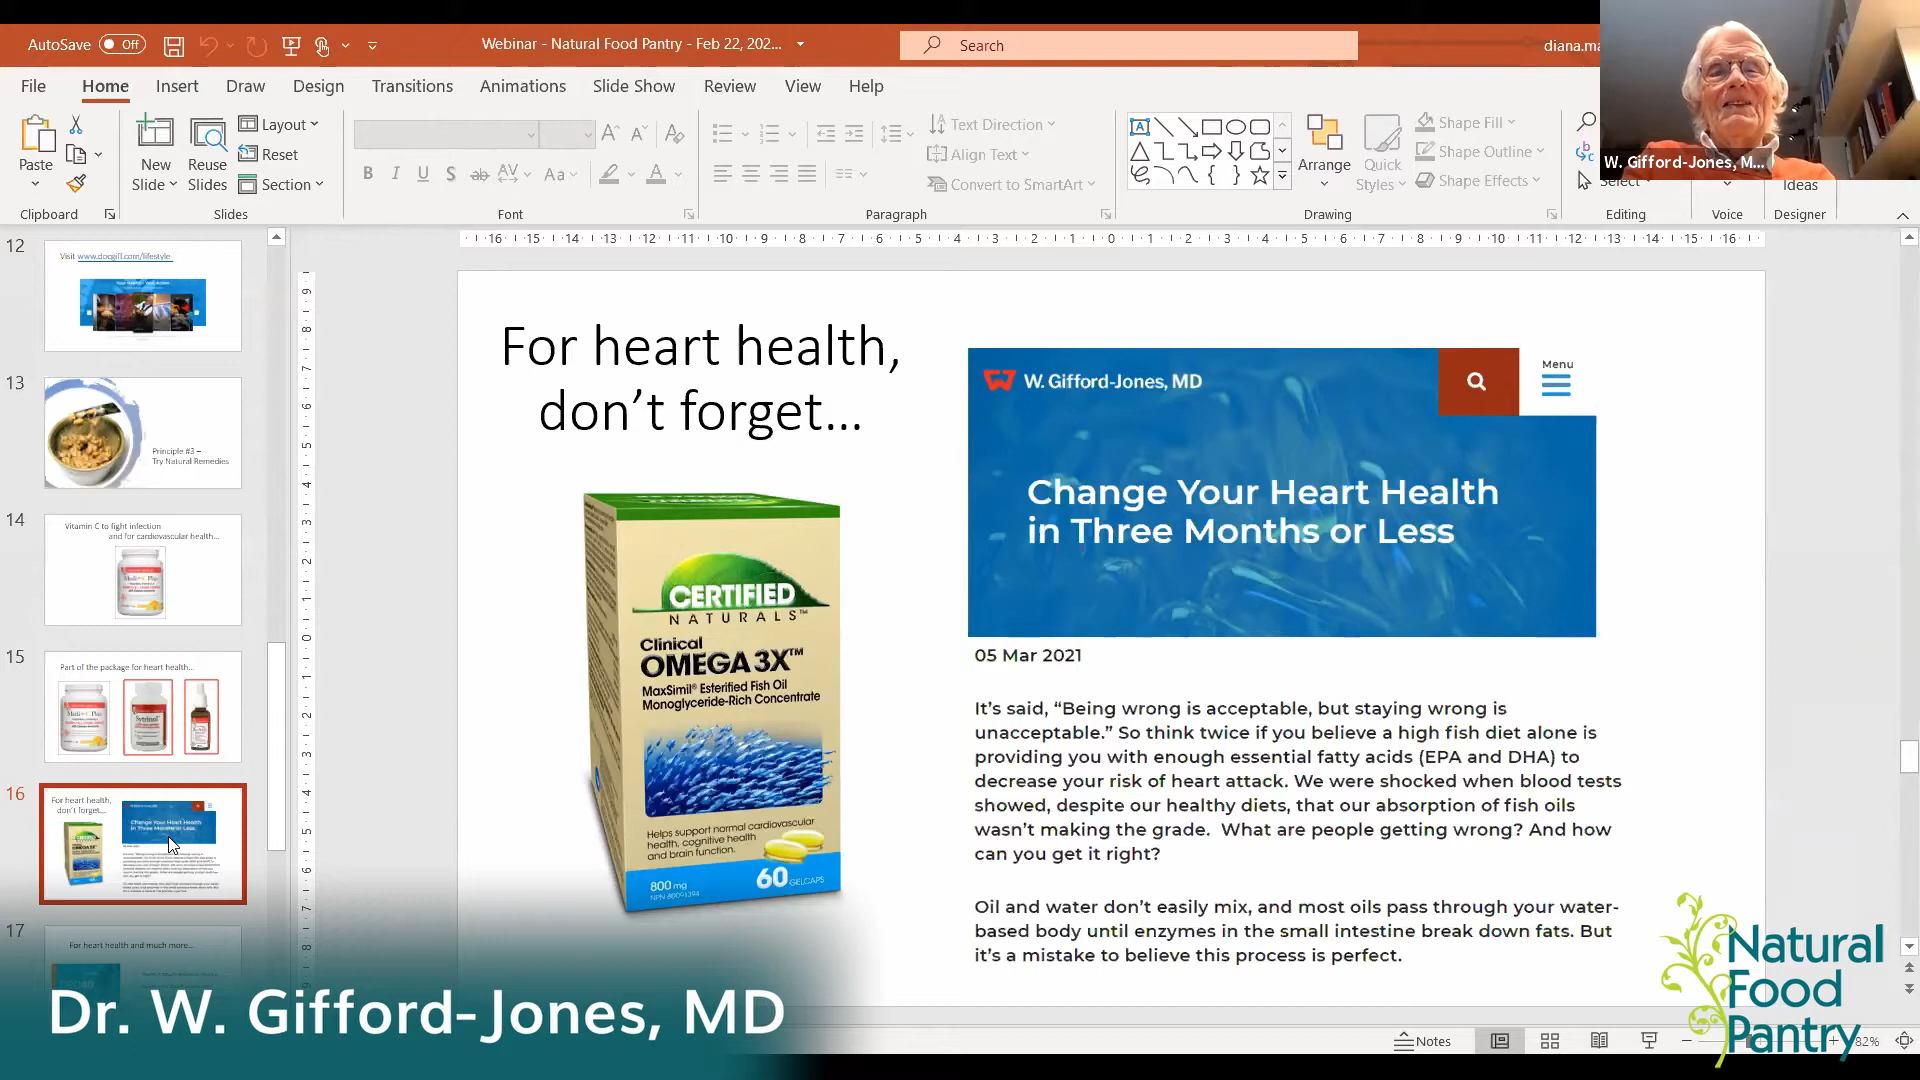 AutoSave Off
Webinar - Natural Food Pantry - Feb 22, 202...
Search
diana.ma
File Home Insert Draw Design Transitions Animations Slide Show Review View Help
Paste
Clipboard
New Slide
Reuse Slides
Layout
Reset
Section
Slides
Font
Text Direction
Align Text
Convert to SmartArt
Paragraph
Arrange
Quick Styles
Shape Fill
Shape Outline
Shape Effects
Drawing
Select
Editing
Voice
Ideas
Designer
W. Gifford-Jones, M...
12
Visit www.docgiff.com/lifestyle
13
Principle #3 –
Try Natural Remedies
14
Vitamin C to fight infection
and for cardiovascular health...
15
Part of the package for heart health...
16
For heart health,
don't forget...
17
For heart health and much more...
For heart health,
don't forget...
CERTIFIED
NATURALS™
Clinical
OMEGA 3X™
MaxSimil® Esterified Fish Oil
Monoglyceride-Rich Concentrate
Helps support normal cardiovascular
health, cognitive health
and brain function.
800 mg
60 GELCAPS
W. Gifford-Jones, MD
Menu
Change Your Heart Health
in Three Months or Less
05 Mar 2021
It's said, “Being wrong is acceptable, but staying wrong is
unacceptable.” So think twice if you believe a high fish diet alone is
providing you with enough essential fatty acids (EPA and DHA) to
decrease your risk of heart attack. We were shocked when blood tests
showed, despite our healthy diets, that our absorption of fish oils
wasn't making the grade. What are people getting wrong? And how
can you get it right?
Oil and water don't easily mix, and most oils pass through your water-
based body until enzymes in the small intestine break down fats. But
it's a mistake to believe this process is perfect.
Dr. W. Gifford-Jones, MD
Natural
Food
Pantry
Notes
82%